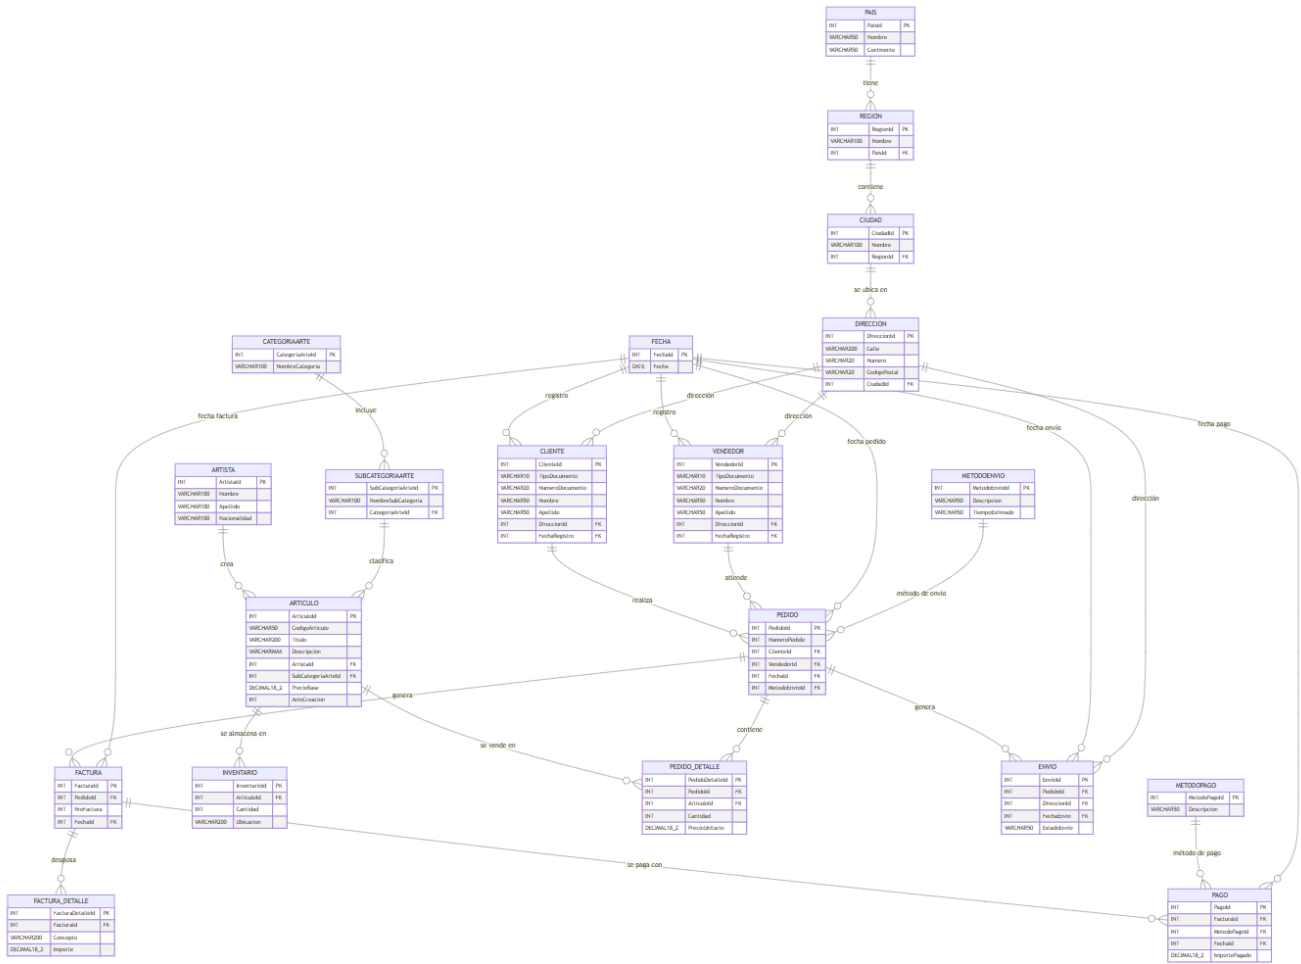 PAIS
INT PaisId PK
VARCHAR50 Nombre
VARCHAR50 Continente
tiene
REGION
INT RegionId PK
VARCHAR100 Nombre
INT PaisId FK
contiene
CIUDAD
INT CiudadId PK
VARCHAR100 Nombre
INT RegionId FK
se ubica en
DIRECCION
INT DireccionId PK
VARCHAR200 Calle
VARCHAR20 Numero
VARCHAR20 CodigoPostal
INT CiudadId FK
CATEGORIAARTE
INT CategoriaArteId PK
VARCHAR100 NombreCategoria
FECHA
INT FechaId PK
DATE Fecha
fecha factura
incluye
registro
registro
dirección
dirección
fecha pedido
fecha envío
fecha pago
dirección
ARTISTA
INT ArtistaId PK
VARCHAR100 Nombre
VARCHAR100 Apellido
VARCHAR100 Nacionalidad
SUBCATEGORIAARTE
INT SubCategoriaArteId PK
VARCHAR100 NombreSubCategoria
INT CategoriaArteId FK
CLIENTE
INT ClienteId PK
VARCHAR10 TipoDocumento
VARCHAR20 NumeroDocumento
VARCHAR50 Nombre
VARCHAR50 Apellido
INT DireccionId FK
INT FechaRegistro FK
VENDEDOR
INT VendedorId PK
VARCHAR10 TipoDocumento
VARCHAR20 NumeroDocumento
VARCHAR50 Nombre
VARCHAR50 Apellido
INT DireccionId FK
INT FechaRegistro FK
METODOENVIO
INT MetodoEnvioId PK
VARCHAR50 Descripcion
VARCHAR50 TiempoEstimado
crea
clasifica
realiza
atiende
método de envío
ARTICULO
INT ArticuloId PK
VARCHAR50 CodigoArticulo
VARCHAR200 Titulo
VARCHARMAX Descripcion
INT ArtistaId FK
INT SubCategoriaArteId FK
DECIMAL18_2 PrecioBase
INT AnioCreacion
PEDIDO
INT PedidoId PK
INT NumeroPedido
INT ClienteId FK
INT VendedorId FK
INT FechaId FK
INT MetodoEnvioId FK
genera
se almacena en
se vende en
contiene
genera
FACTURA
INT FacturaId PK
INT PedidoId FK
INT NroFactura
INT FechaId FK
INVENTARIO
INT InventarioId PK
INT ArticuloId FK
INT Cantidad
VARCHAR200 Ubicacion
PEDIDO_DETALLE
INT PedidoDetalleId PK
INT PedidoId FK
INT ArticuloId FK
INT Cantidad
DECIMAL18_2 PrecioUnitario
ENVIO
INT EnvioId PK
INT PedidoId FK
INT DireccionId FK
INT FechaEnvio FK
VARCHAR50 EstadoEnvio
METODOPAGO
INT MetodoPagoId PK
VARCHAR50 Descripcion
desglosa
se paga con
método de pago
FACTURA_DETALLE
INT FacturaDetalleId PK
INT FacturaId FK
VARCHAR200 Concepto
DECIMAL18_2 Importe
PAGO
INT PagoId PK
INT FacturaId FK
INT MetodoPagoId FK
INT FechaId FK
DECIMAL18_2 ImportePagado